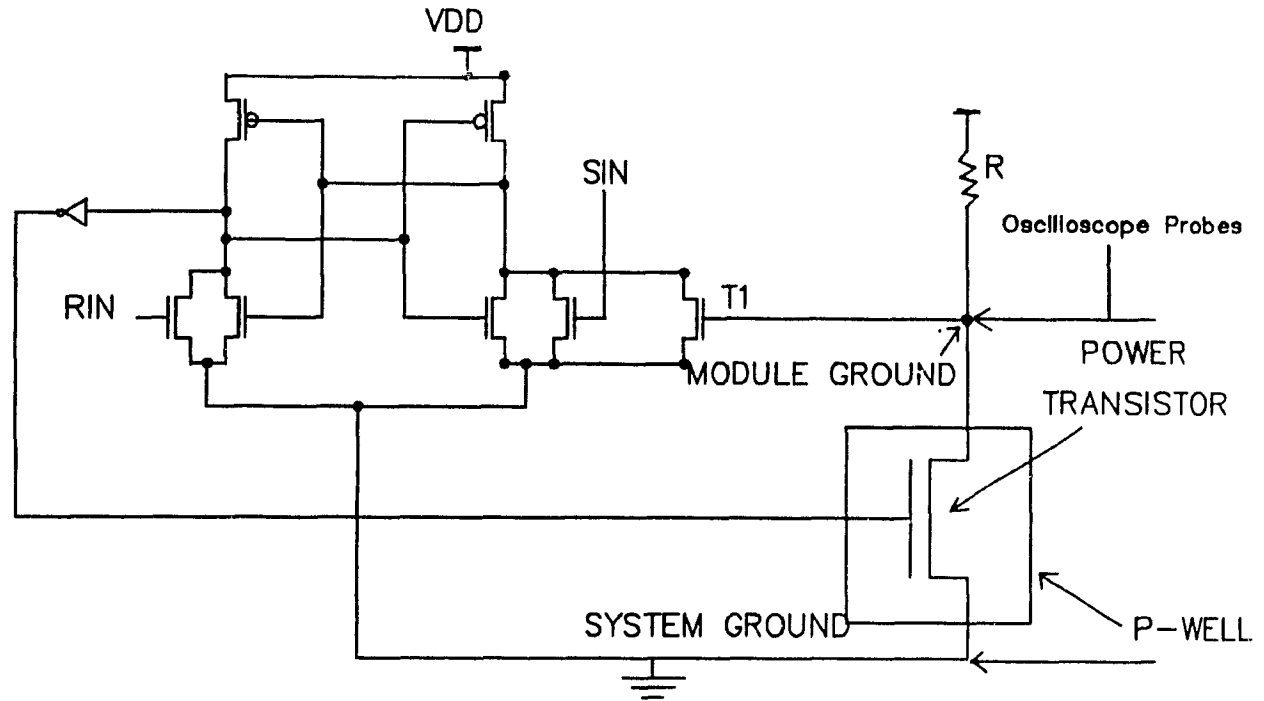 VDD
SIN
R
Oscilloscope Probes
RIN
T1
MODULE GROUND
POWER
TRANSISTOR
SYSTEM GROUND
P-WELL